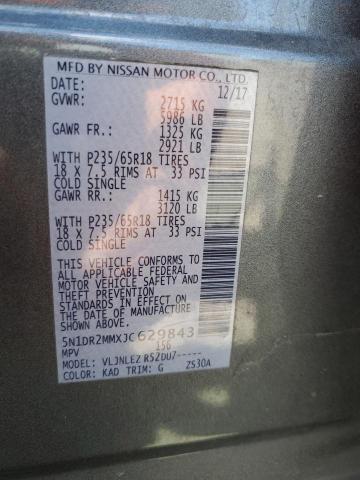 MFD BY NISSAN MOTOR CO., LTD.
DATE: 12/17
GVWR: 2715 KG
5986 LB
GAWR FR.: 1325 KG
2921 LB
WITH P235/65R18 TIRES
18 X 7.5 RIMS AT 33 PSI
COLD SINGLE
GAWR RR.: 1415 KG
3120 LB
WITH P235/65R18 TIRES
18 X 7.5 RIMS AT 33 PSI
COLD SINGLE
THIS VEHICLE CONFORMS TO
ALL APPLICABLE FEDERAL
MOTOR VEHICLE SAFETY AND
THEFT PREVENTION
STANDARDS IN EFFECT ON
THE DATE OF MANUFACTURE
SHOWN ABOVE.
5N1DR2MMXJC629843
MPV 156
MODEL: VLJNLEZ R52DU7-----
COLOR: KAD TRIM: G ZS30A